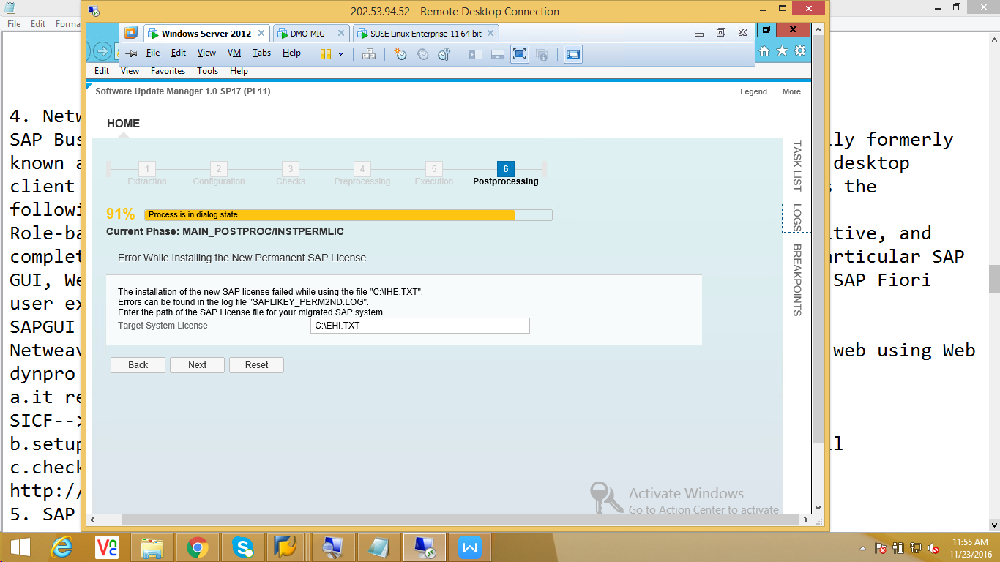 202.53.94.52 - Remote Desktop Connection
File Edit Forma
Windows Server 2012 DMO-MIG SUSE Linux Enterprise 11 64-bit
File Edit View VM Tabs Help
Edit View Favorites Tools Help
Software Update Manager 1.0 SP17 (PL11)
Legend More
HOME
1 2 3 4 5 6
Extraction Configuration Checks Preprocessing Execution Postprocessing
91% Process is in dialog state
Current Phase: MAIN_POSTPROC/INSTPERMLIC
Error While Installing the New Permanent SAP License
The installation of the new SAP license failed while using the file "C:\IHE.TXT".
Errors can be found in the log file "SAPLIKEY_PERM2ND.LOG".
Enter the path of the SAP License file for your migrated SAP system
Target System License C:\EHI.TXT
Back Next Reset
TASK LIST
LOGS
BREAKPOINTS
Activate Windows
Go to Action Center to activate
4. Netw
SAP Bus ly formerly
known a desktop
client s the
followi
Role-ba tive, and
complet articular SAP
GUI, We SAP Fiori
user ex
SAPGUI
Netweav web using Web
dynpro
a.it re
SICF-->
b.setup ll
c.check
http://
5. SAP
11:55 AM
11/23/2016